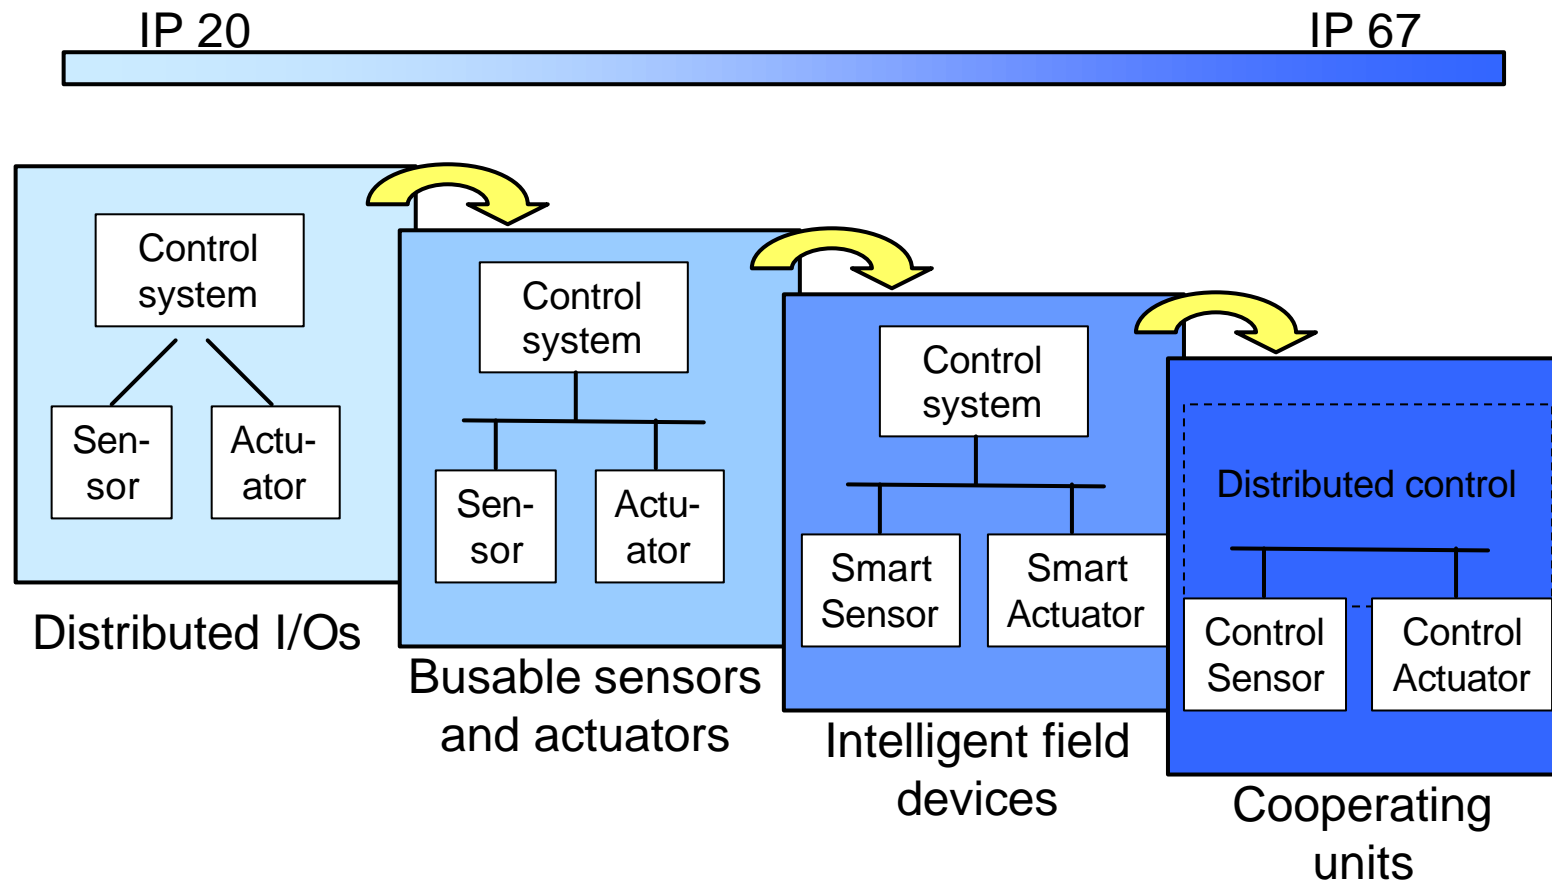 IP 20
IP 67
Control
system
Sen-
sor
Actu-
ator
Distributed I/Os
Control
system
Sen-
sor
Actu-
ator
Busable sensors
and actuators
Control
system
Smart
Sensor
Smart
Actuator
Intelligent field
devices
Distributed control
Control
Sensor
Control
Actuator
Cooperating
units